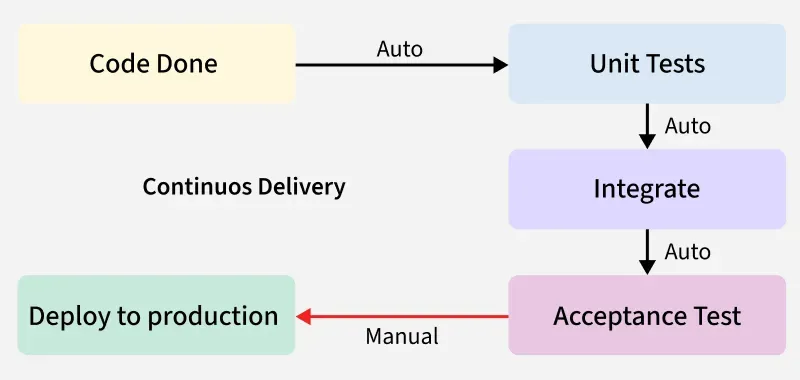 Code Done
Auto
Unit Tests
Auto
Continuos Delivery
Integrate
Auto
Deploy to production
Manual
Acceptance Test